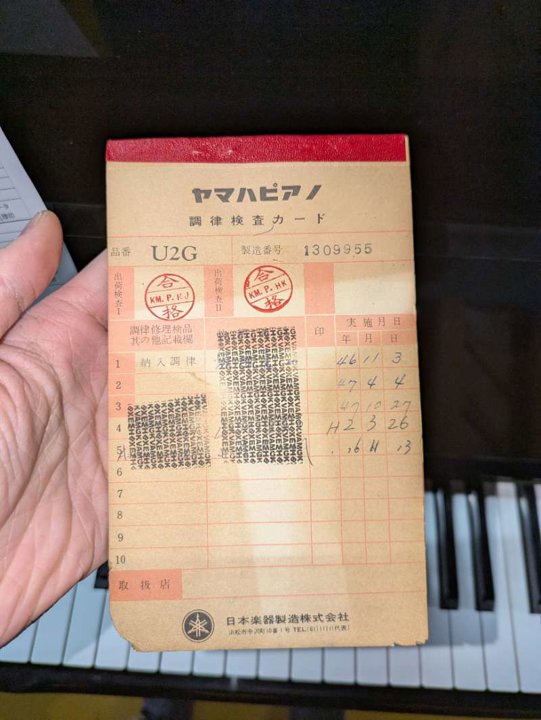 ヤマハピアノ
調律検査カード
品番 U2G 製造番号 1309955
出荷検査I 合格 KM. P. 出荷検査II 合格 KM. P. HK
調律修理検品 其の他記載欄 印 実施月日 年 月 日
1 納入調律 46 11 3
2 47 4 4
3 47 10 27
4 H2 3 26
5 16 11 13
6
7
8
9
10
取扱店
日本楽器製造株式会社